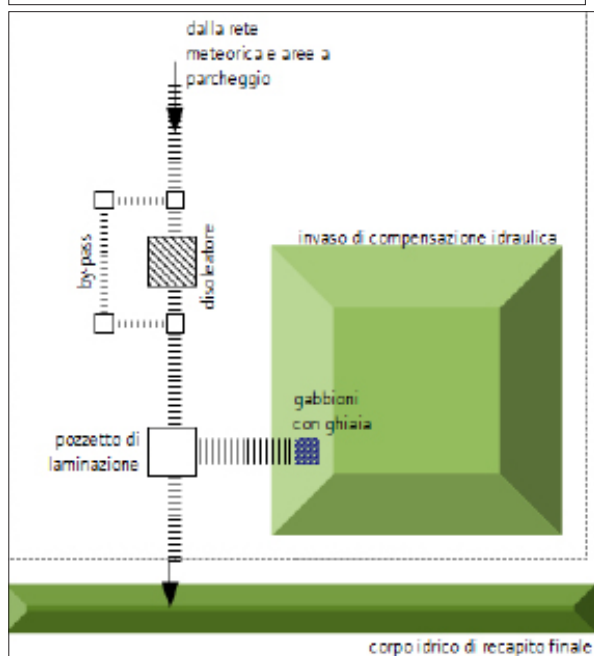 dalla rete
meteorica e aree a
parcheggio
by-pass
disoleatore
invaso di compensazione idraulica
gabbioni
con ghiaia
pozzetto di
laminazione
corpo idrico di recapito finale